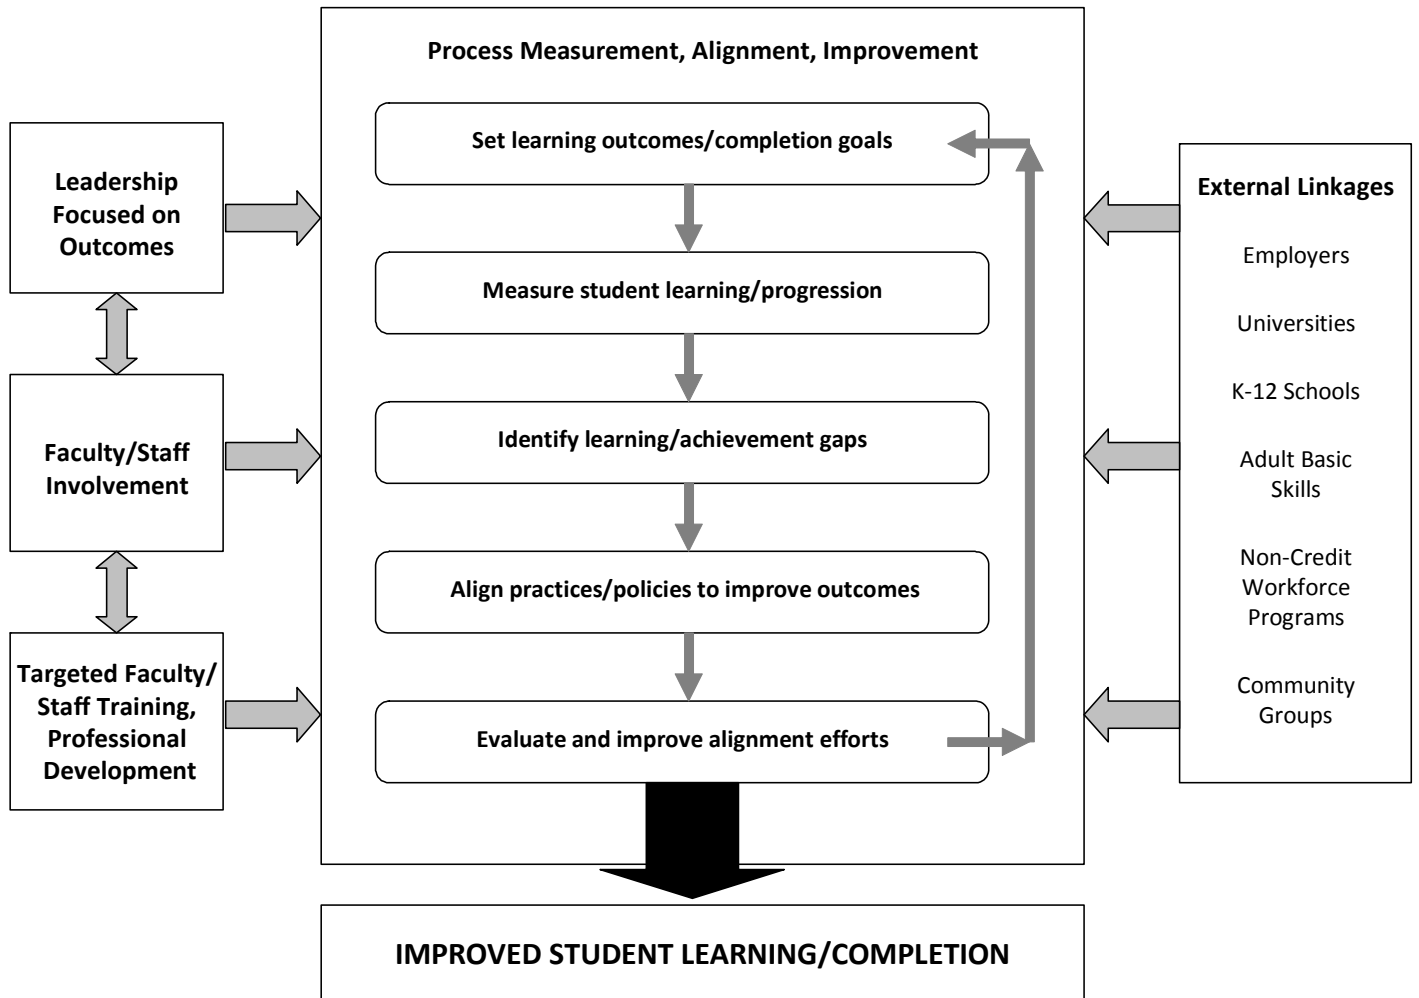 Process Measurement, Alignment, Improvement
Set learning outcomes/completion goals
Measure student learning/progression
Identify learning/achievement gaps
Align practices/policies to improve outcomes
Evaluate and improve alignment efforts
Leadership
Focused on
Outcomes
Faculty/Staff
Involvement
Targeted Faculty/
Staff Training,
Professional
Development
External Linkages
Employers
Universities
K-12 Schools
Adult Basic
Skills
Non-Credit
Workforce
Programs
Community
Groups
IMPROVED STUDENT LEARNING/COMPLETION